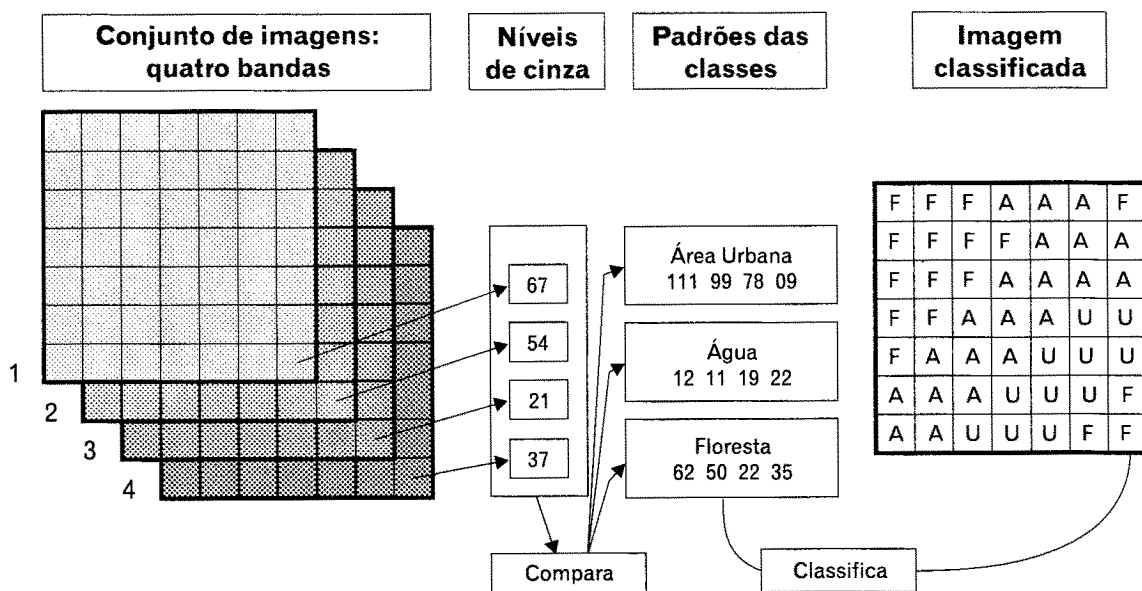 Conjunto de imagens:
quatro bandas
Níveis
de cinza
Padrões das
classes
Imagem
classificada
1
2
3
4
67
54
21
37
Compara
Área Urbana
111 99 78 09
Água
12 11 19 22
Floresta
62 50 22 35
Classifica
F F F A A A F
F F F F A A A
F F F A A A A
F F A A A U U
F A A A U U U
A A A U U U F
A A U U U F F